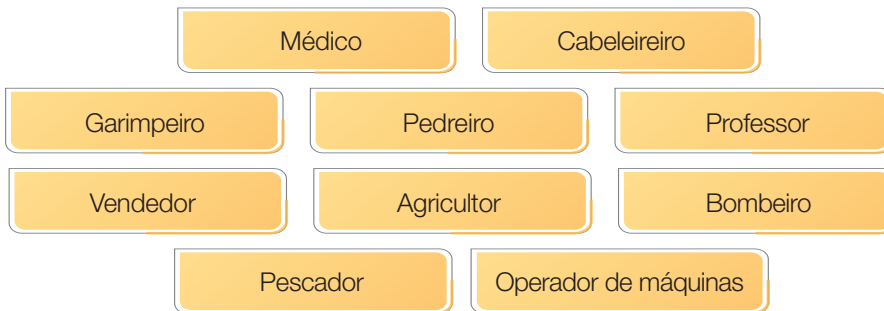 Médico
Cabeleireiro
Garimpeiro
Pedreiro
Professor
Vendedor
Agricultor
Bombeiro
Pescador
Operador de máquinas